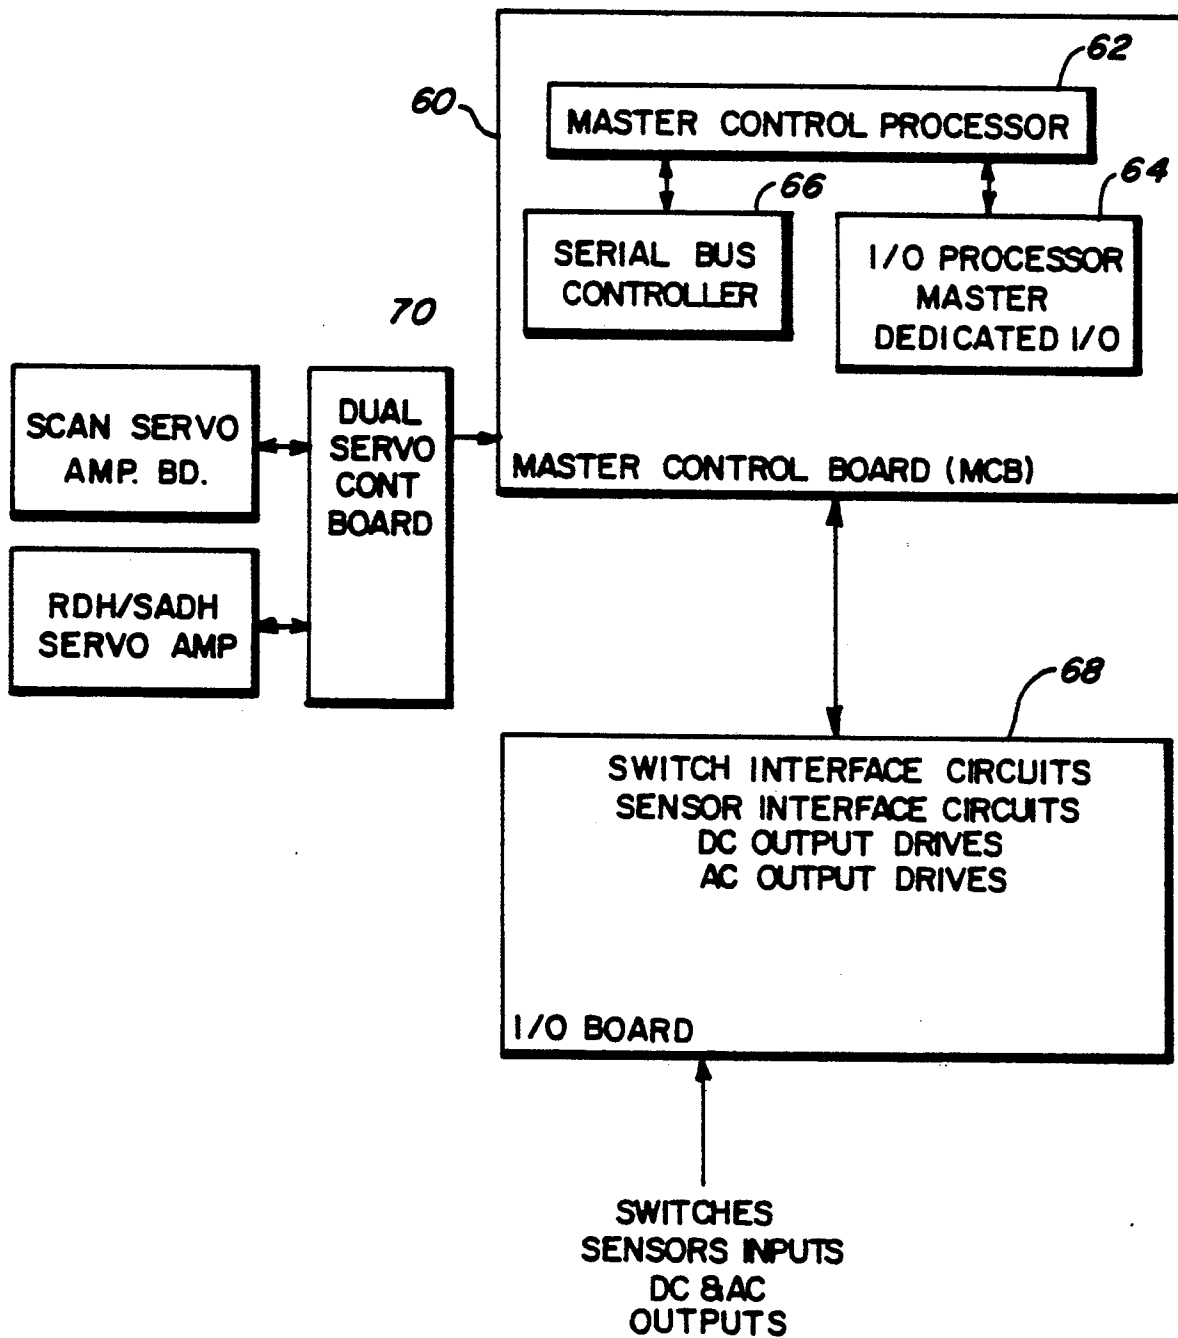 62
60
MASTER CONTROL PROCESSOR
66
64
SERIAL BUS
CONTROLLER
I/O PROCESSOR
MASTER
DEDICATED I/O
MASTER CONTROL BOARD (MCB)
70
SCAN SERVO
AMP. BD.
DUAL
SERVO
CONT
BOARD
RDH/SADH
SERVO AMP
68
SWITCH INTERFACE CIRCUITS
SENSOR INTERFACE CIRCUITS
DC OUTPUT DRIVES
AC OUTPUT DRIVES
I/O BOARD
SWITCHES
SENSORS INPUTS
DC & AC
OUTPUTS